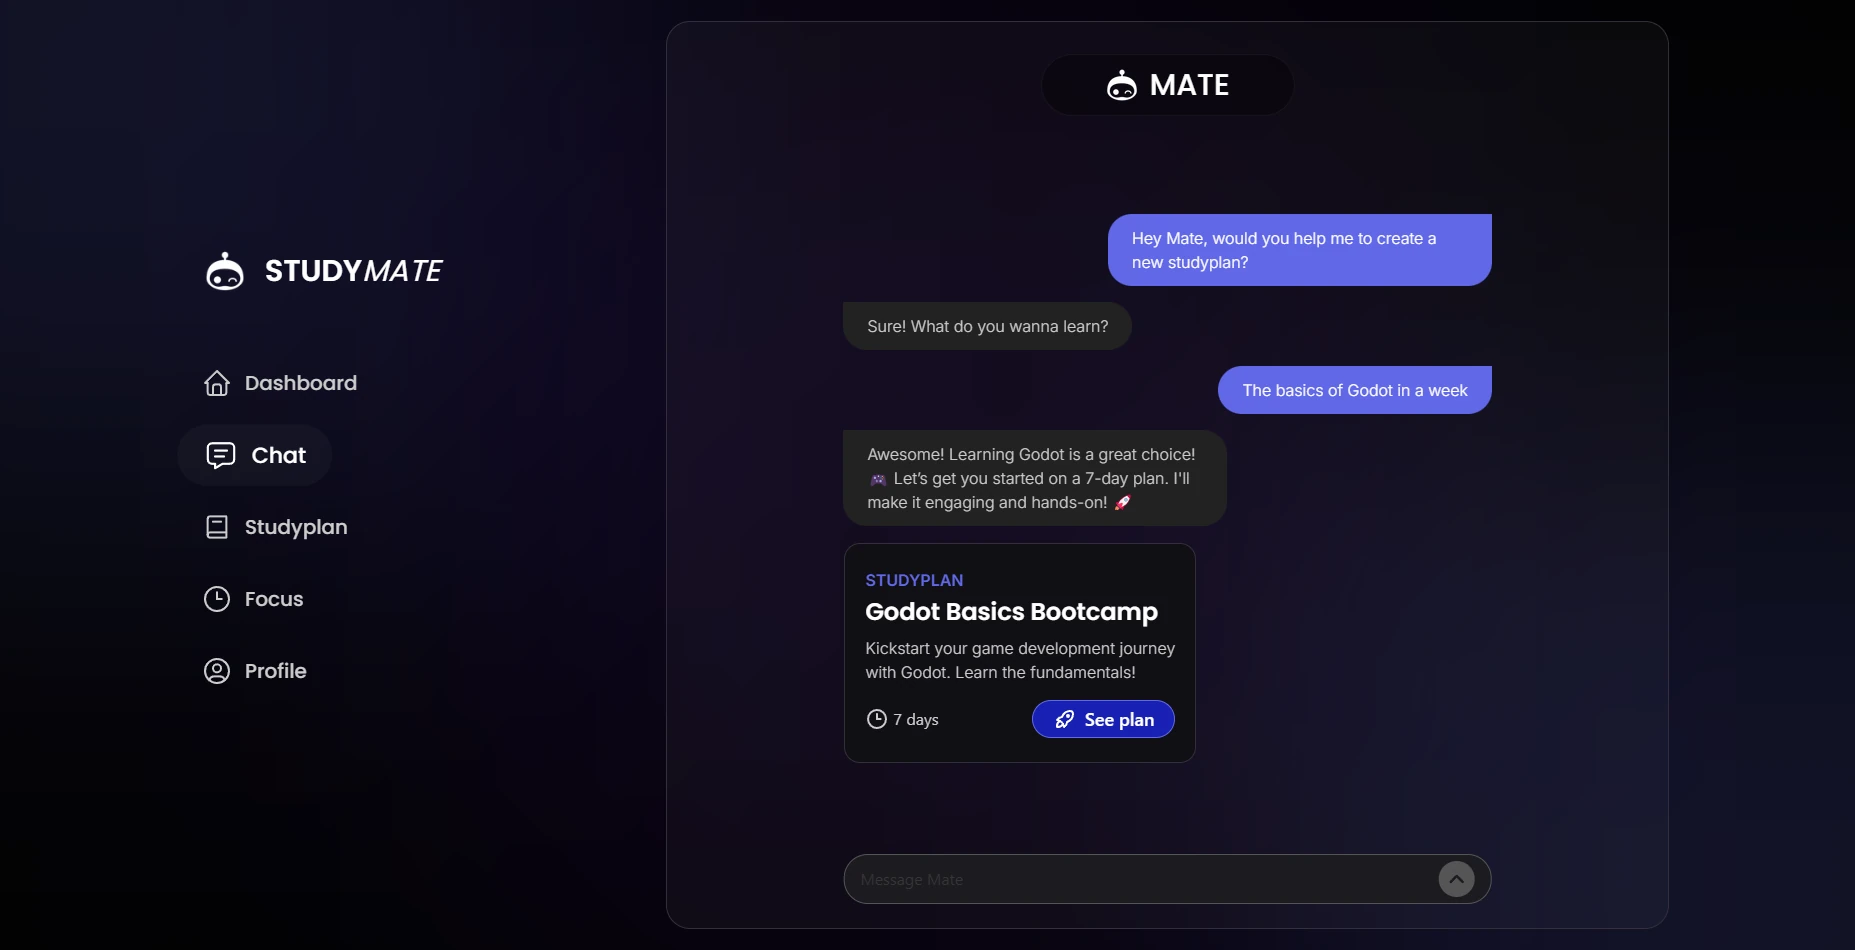 STUDYMATE
Dashboard
Chat
Studyplan
Focus
Profile
MATE
Hey Mate, would you help me to create a
new studyplan?
Sure! What do you wanna learn?
The basics of Godot in a week
Awesome! Learning Godot is a great choice!
🎮 Let’s get you started on a 7-day plan. I'll
make it engaging and hands-on! 🚀
STUDYPLAN
Godot Basics Bootcamp
Kickstart your game development journey
with Godot. Learn the fundamentals!
7 days
See plan
Message Mate